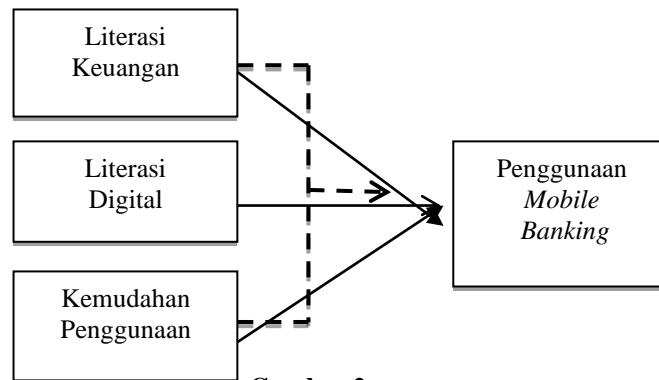 Literasi
Keuangan
Literasi
Digital
Kemudahan
Penggunaan
Penggunaan
Mobile
Banking